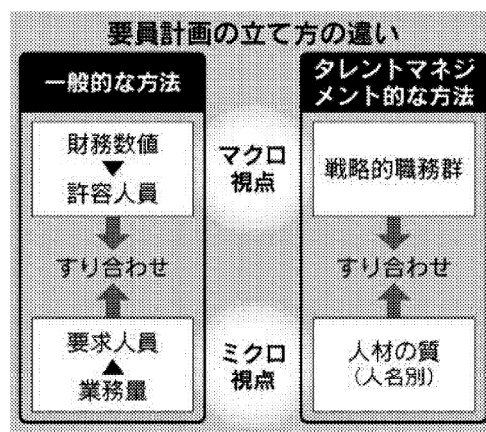 要員計画の立て方の違い
一般的な方法
財務数値
▼
許容人員
すり合わせ
要求人員
▲
業務量
マクロ
視点
ミクロ
視点
タレントマネジ
メント的な方法
戦略的職務群
すり合わせ
人材の質
（人名別）